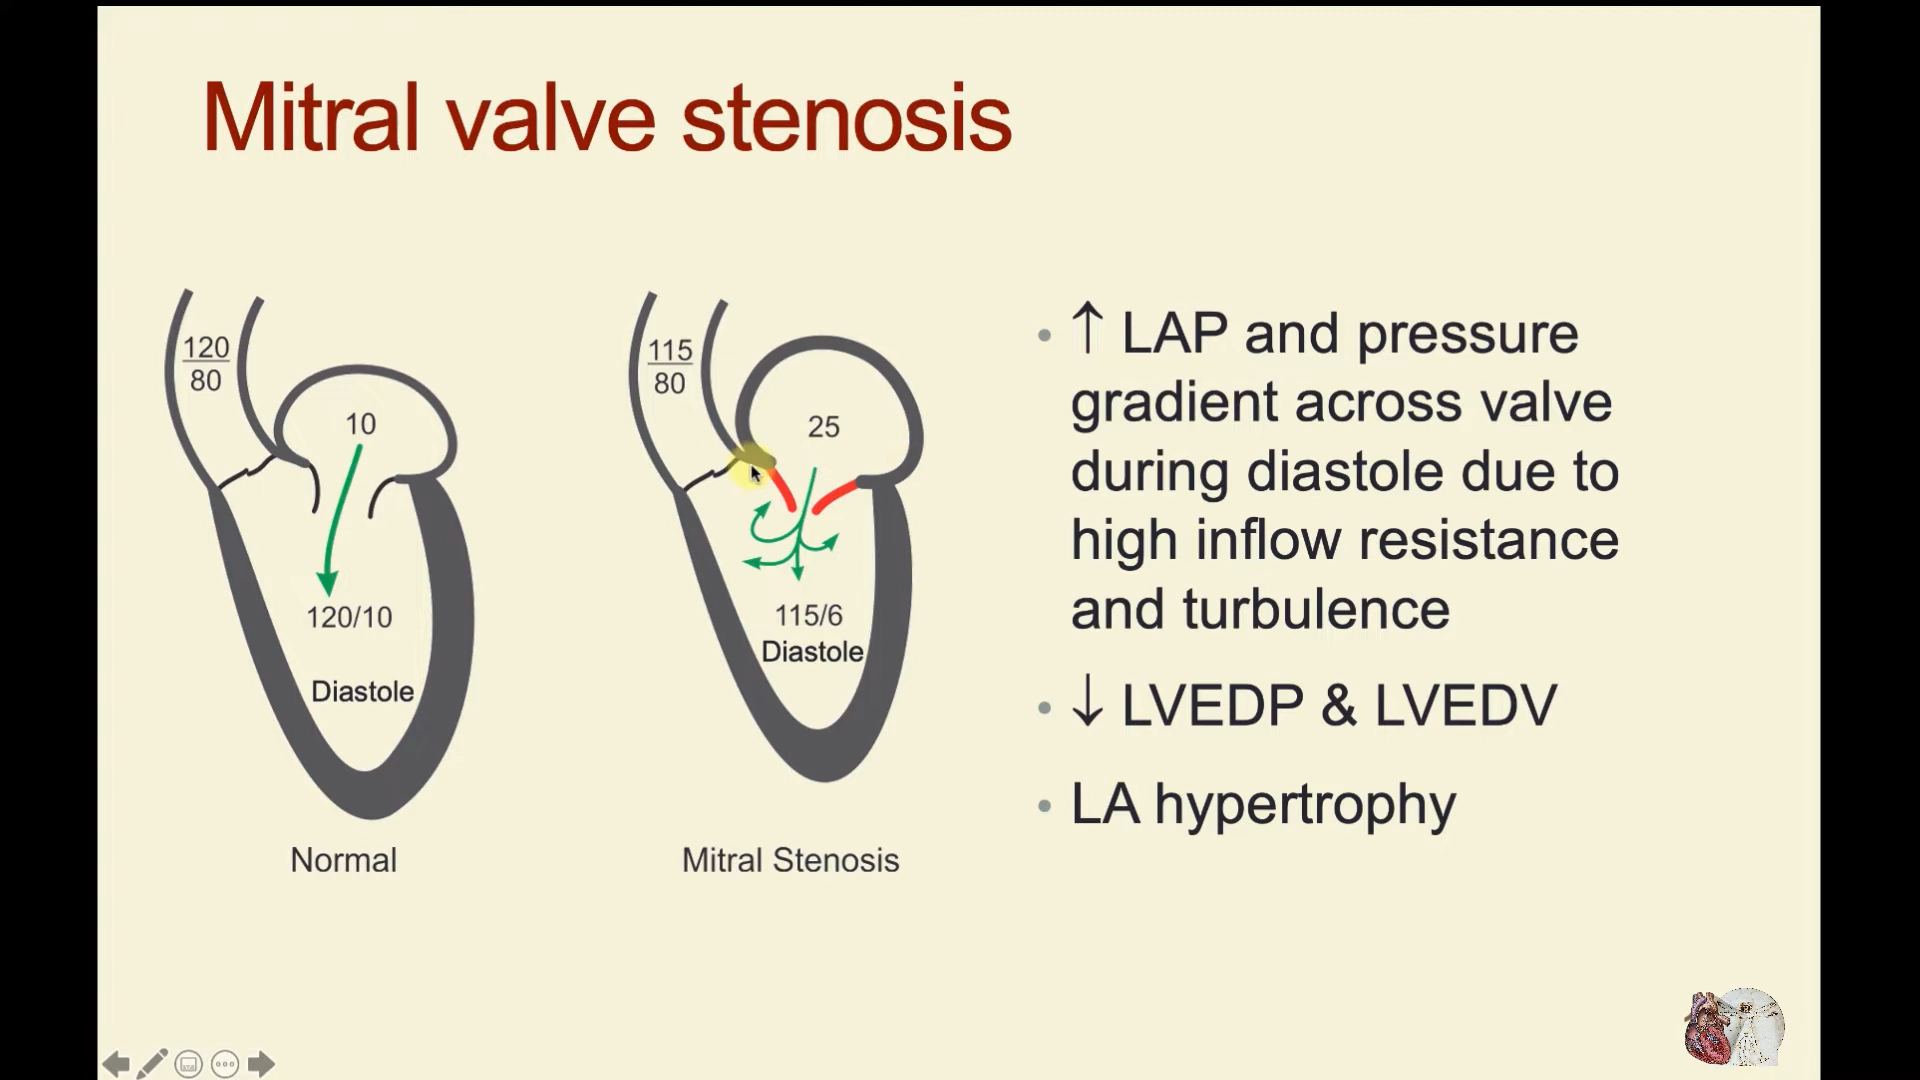 Mitral valve stenosis
120
80
10
120/10
Diastole
Normal
115
80
25
115/6
Diastole
Mitral Stenosis
• ↑ LAP and pressure
gradient across valve
during diastole due to
high inflow resistance
and turbulence
• ↓ LVEDP & LVEDV
• LA hypertrophy